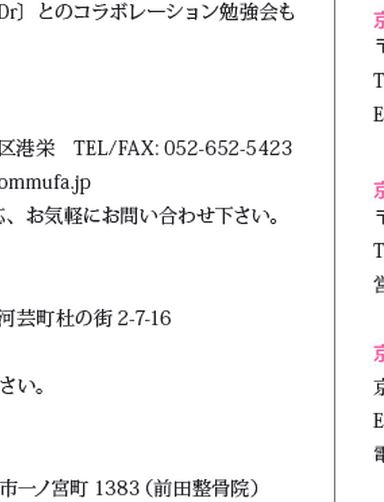 Dr〕とのコラボレーション勉強会も
区港栄　TEL/FAX: 052-652-5423
ommufa.jp
応、お気軽にお問い合わせ下さい。
河芸町杜の街 2-7-16
さい。
市一ノ宮町 1383（前田整骨院）
京
〒
T
E
京
〒
T
営
京
京
E
電